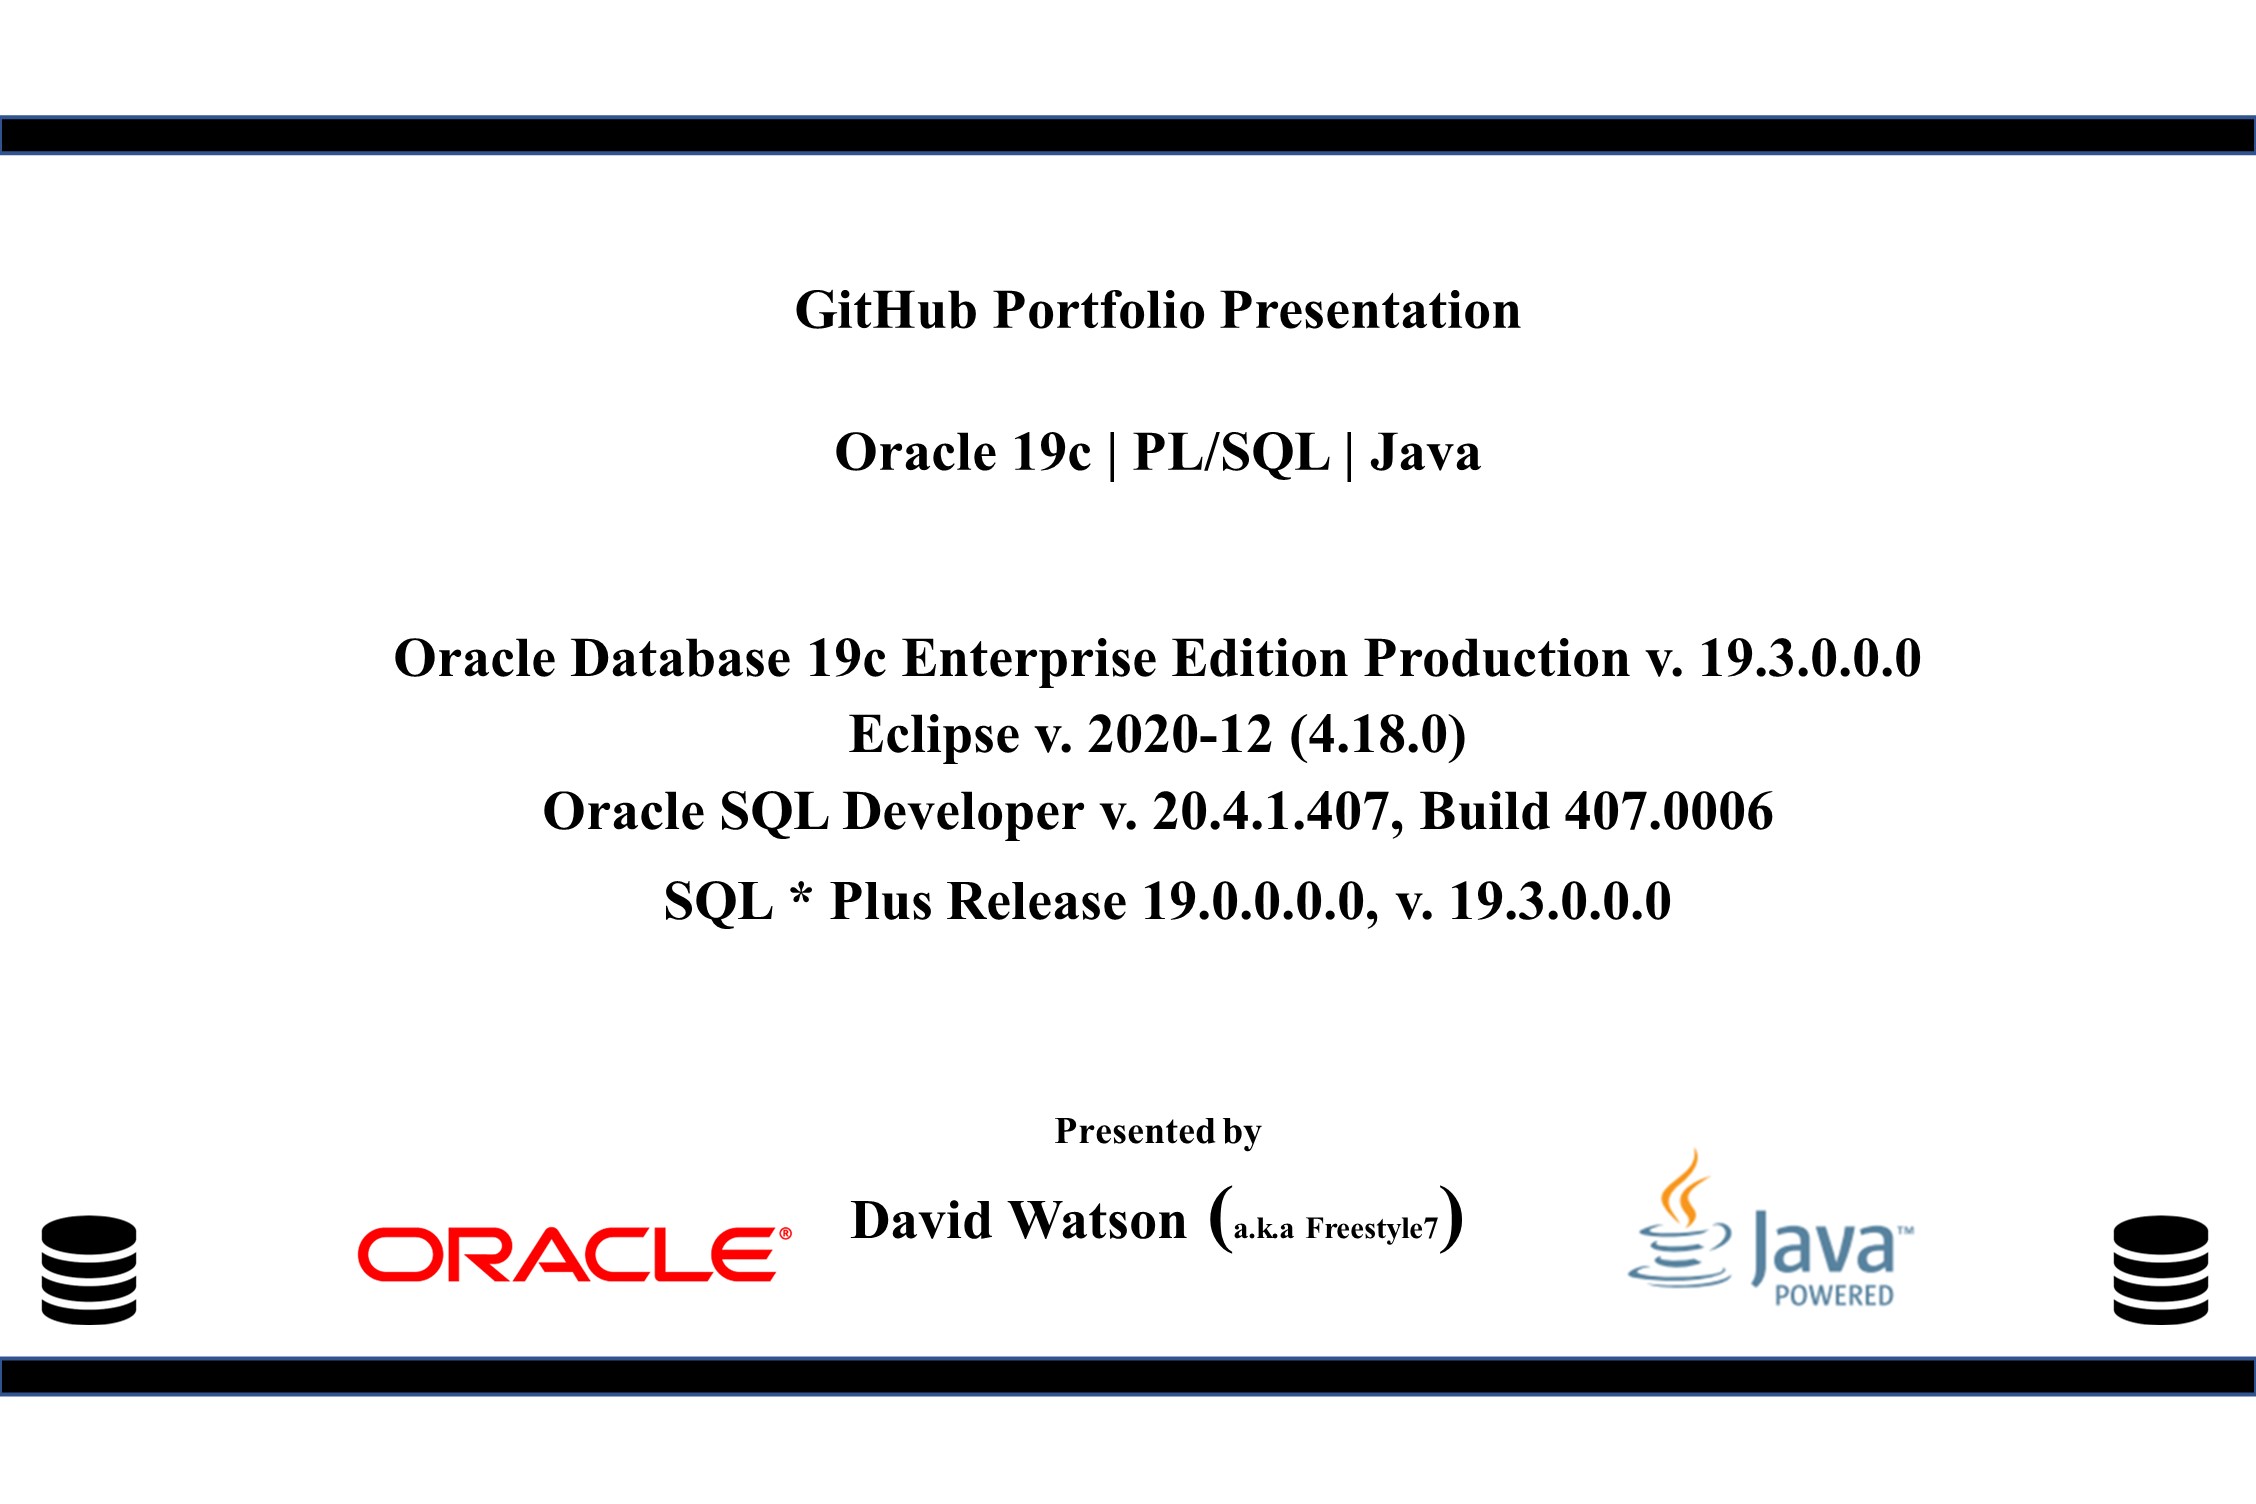 GitHub Portfolio Presentation
Oracle 19c | PL/SQL | Java
Oracle Database 19c Enterprise Edition Production v. 19.3.0.0.0
Eclipse v. 2020-12 (4.18.0)
Oracle SQL Developer v. 20.4.1.407, Build 407.0006
SQL * Plus Release 19.0.0.0.0, v. 19.3.0.0.0
Presented by
David Watson (a.k.a Freestyle7)
ORACLE®
Java™
POWERED